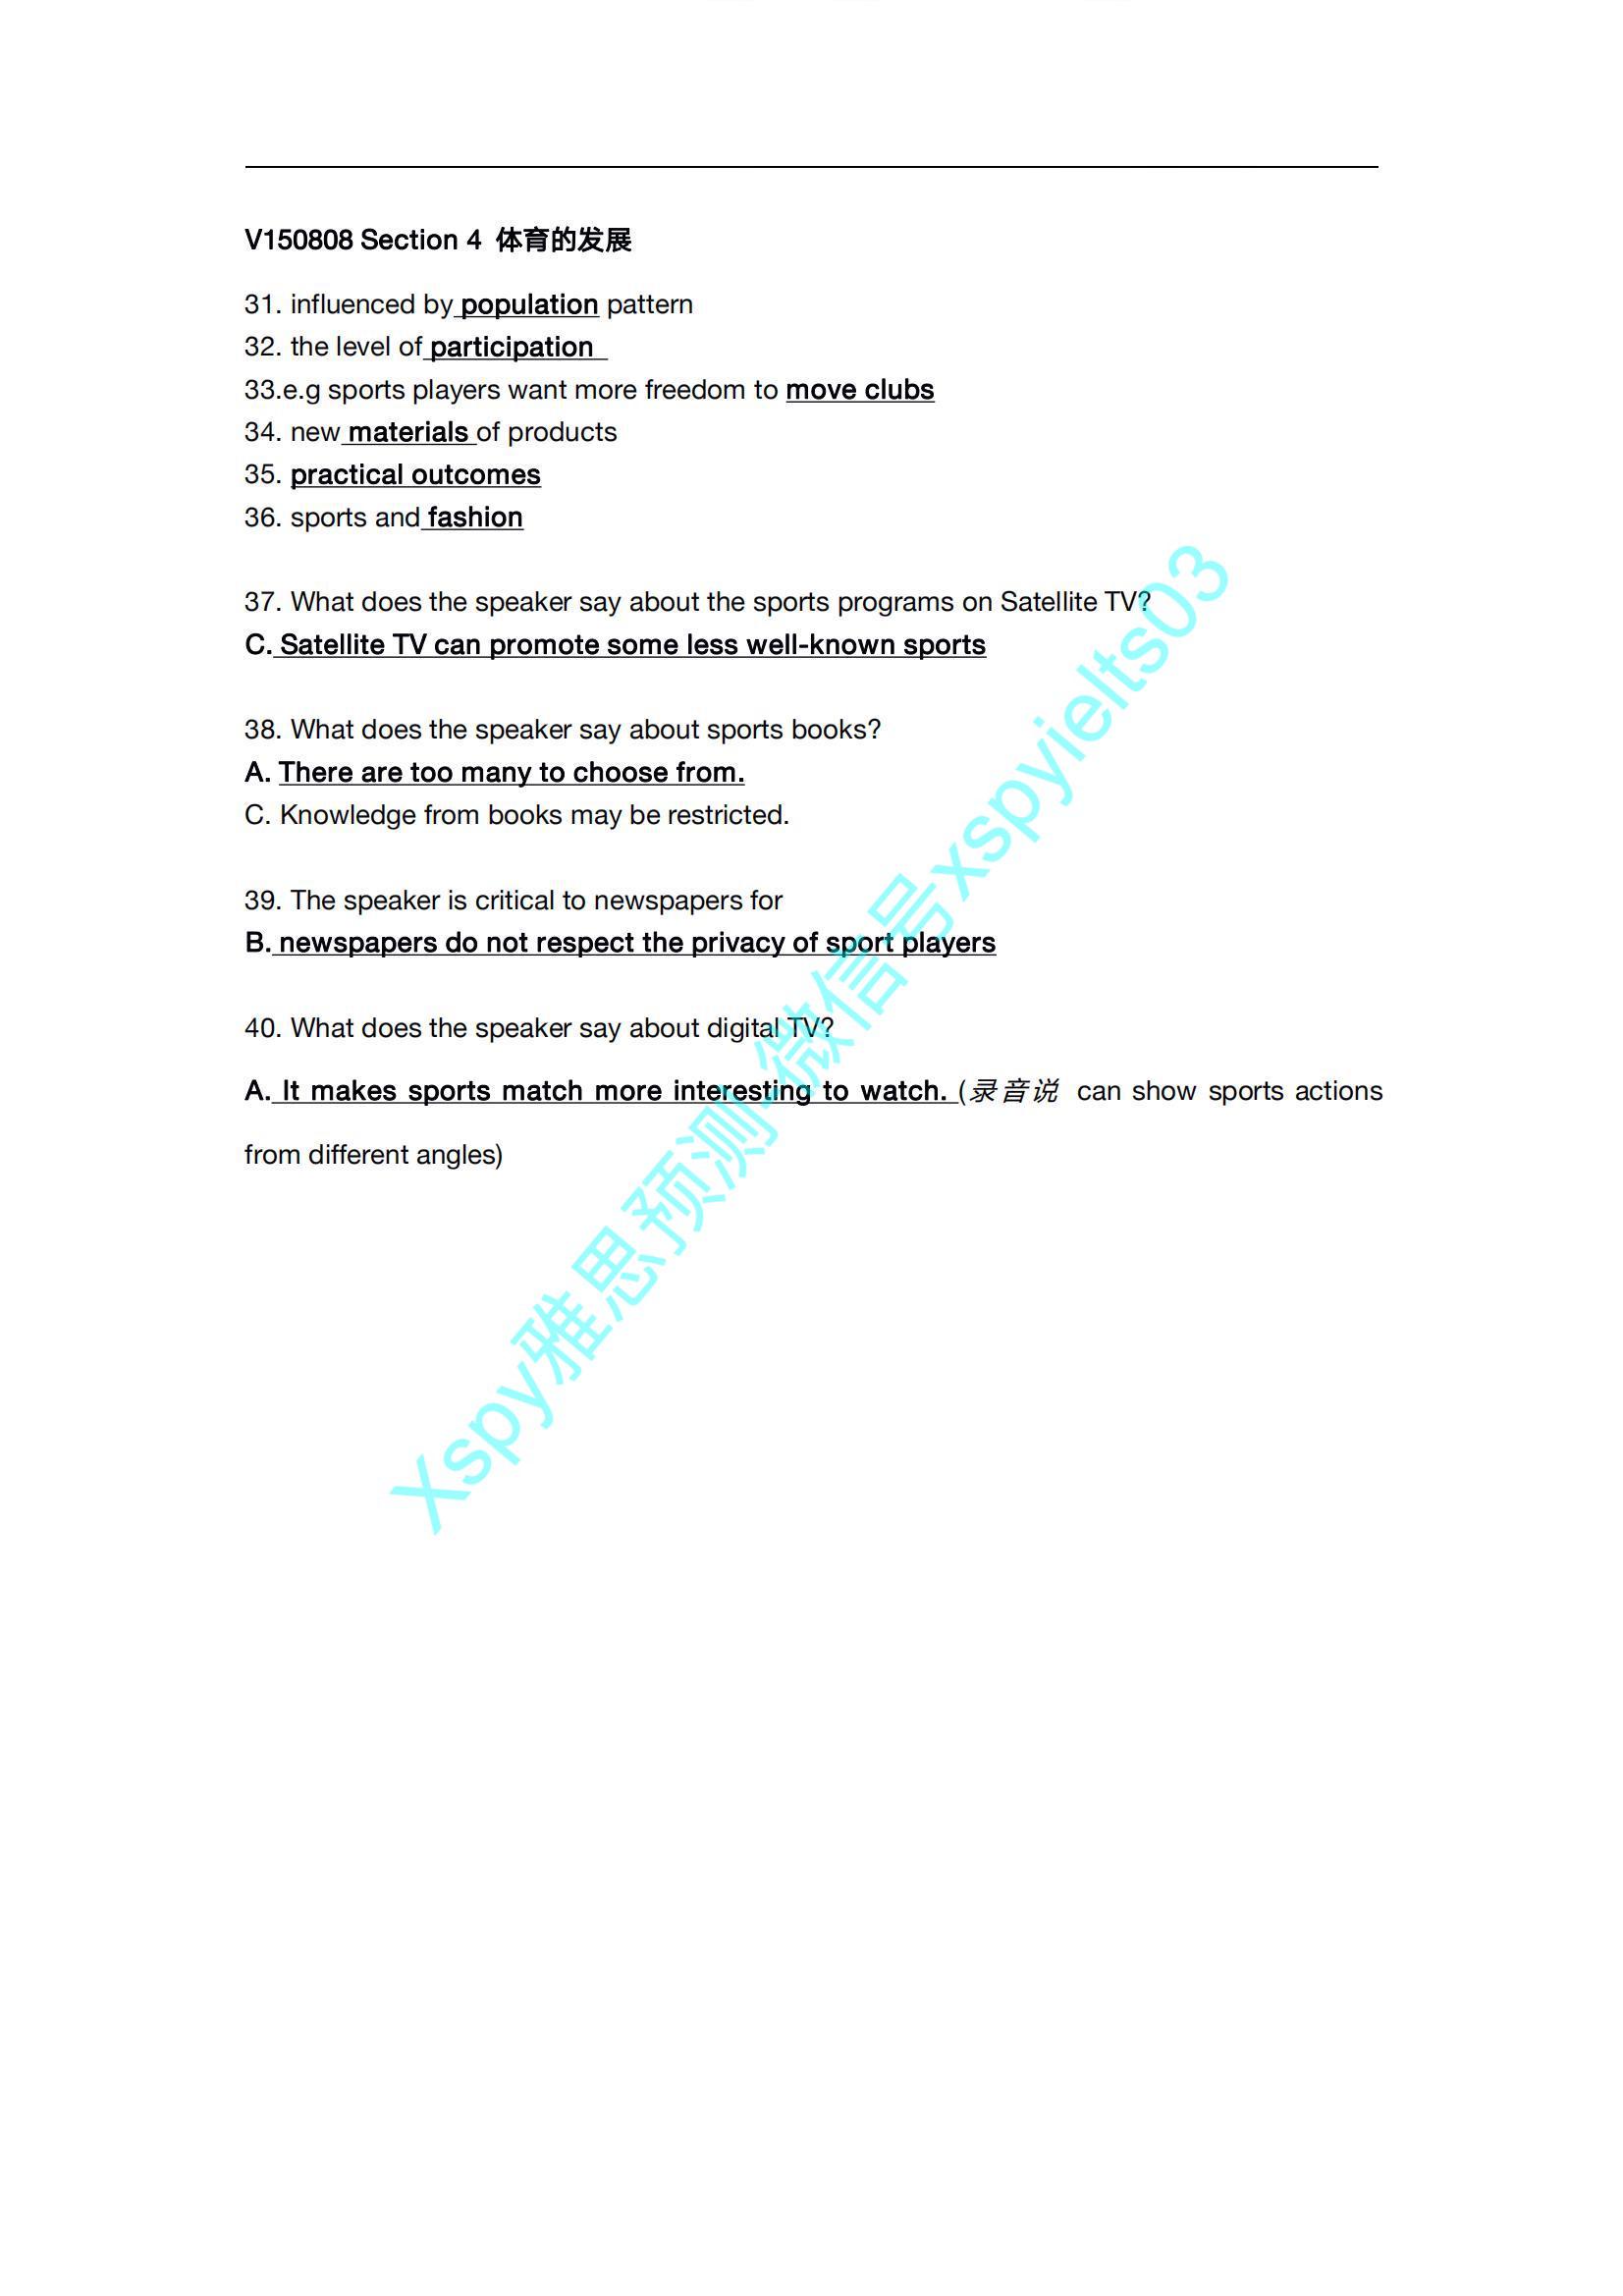 V150808 Section 4 体育的发展
31. influenced by population pattern
32. the level of participation
33.e.g sports players want more freedom to move clubs
34. new materials of products
35. practical outcomes
36. sports and fashion
37. What does the speaker say about the sports programs on Satellite TV?
C. Satellite TV can promote some less well-known sports
38. What does the speaker say about sports books?
A. There are too many to choose from.
C. Knowledge from books may be restricted.
39. The speaker is critical to newspapers for
B. newspapers do not respect the privacy of sport players
40. What does the speaker say about digital TV?
A. It makes sports match more interesting to watch. (录音说 can show sports actions
from different angles)
Xspy雅思预测-微信号xspyielts03